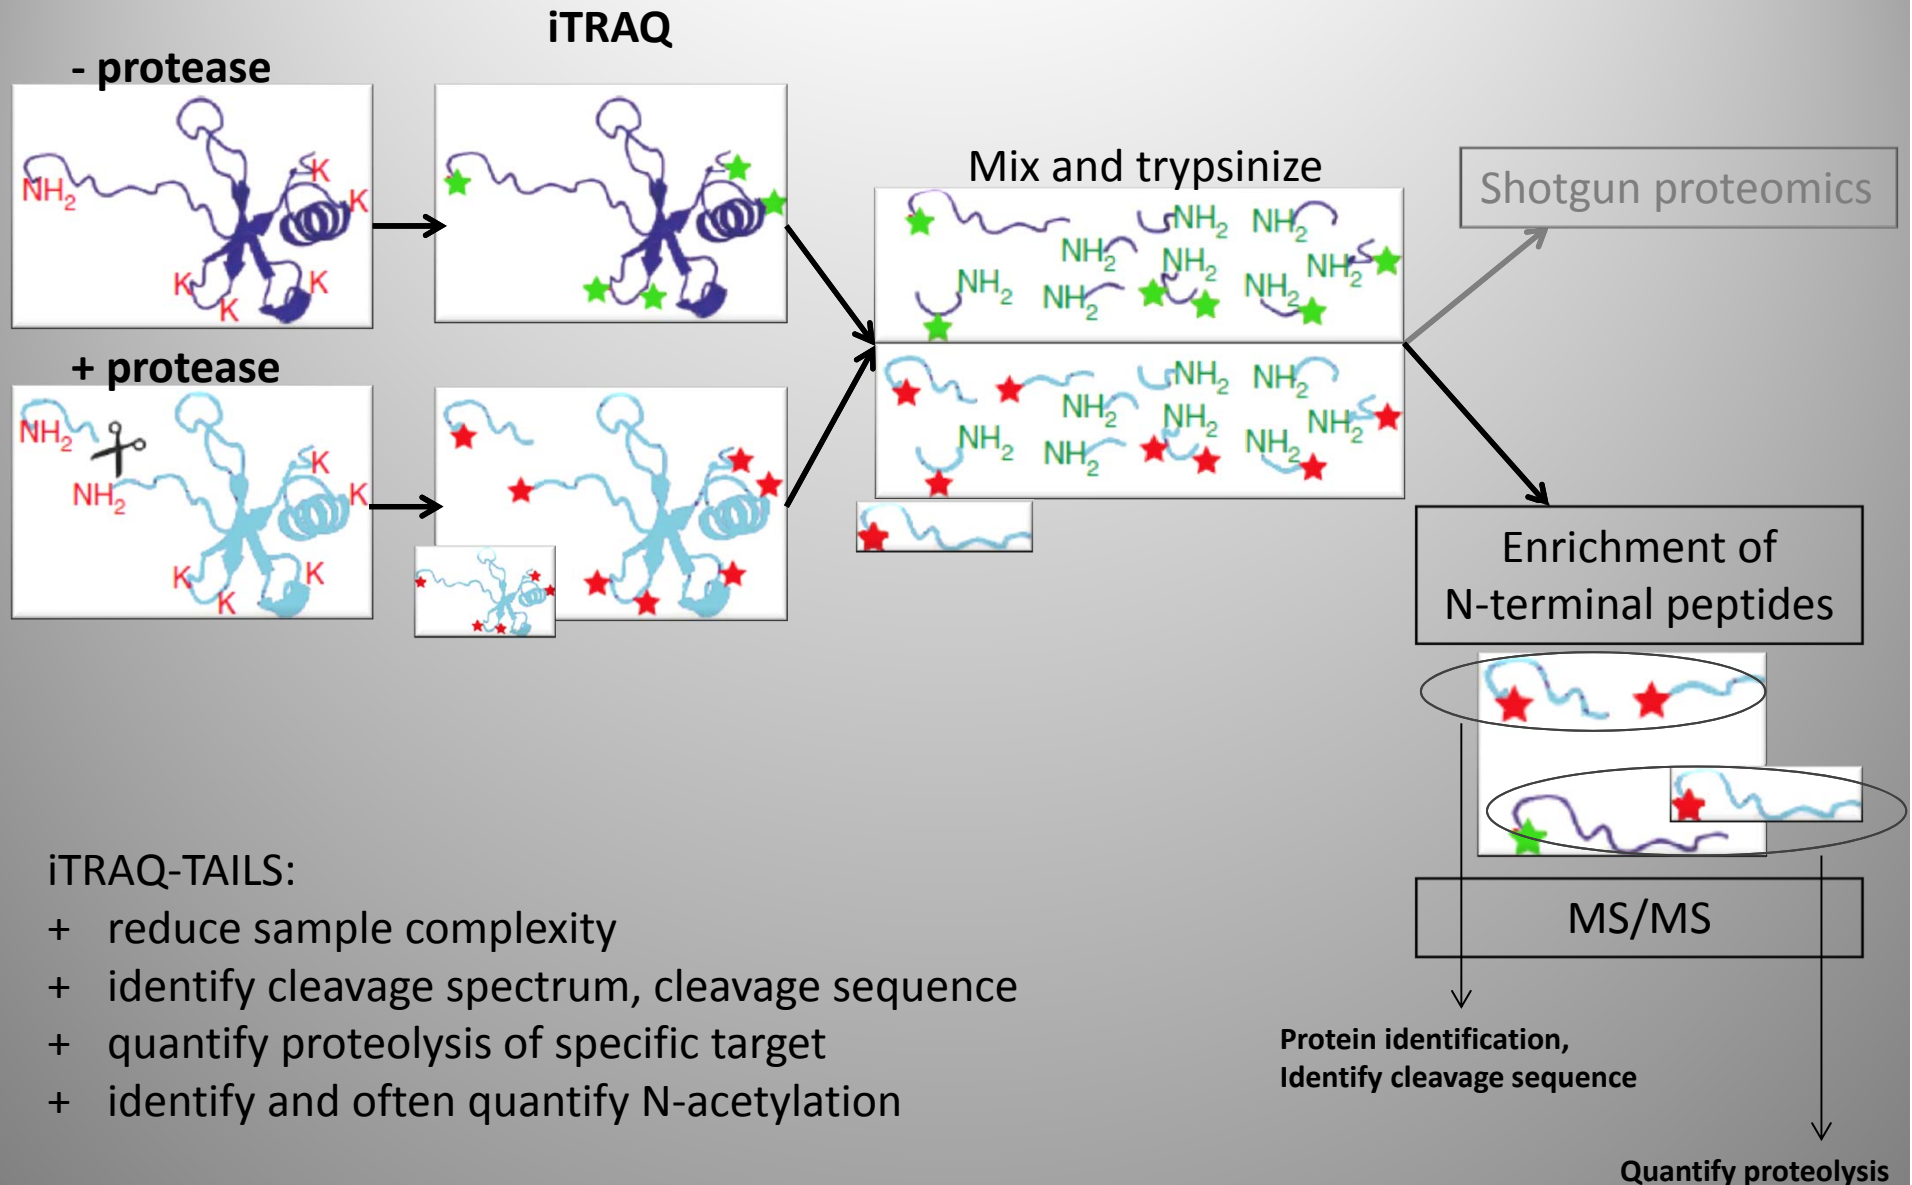 iTRAQ
- protease
NH2
K
K
K
K
K
Mix and trypsinize
NH2
NH2
NH2
NH2
NH2
NH2
NH2
NH2
Shotgun proteomics
+ protease
NH2
NH2
K
K
K
K
K
NH2
NH2
NH2
NH2
NH2
NH2
NH2
NH2
Enrichment of
N-terminal peptides
MS/MS
iTRAQ-TAILS:
+ reduce sample complexity
+ identify cleavage spectrum, cleavage sequence
+ quantify proteolysis of specific target
+ identify and often quantify N-acetylation
Protein identification,
Identify cleavage sequence
Quantify proteolysis